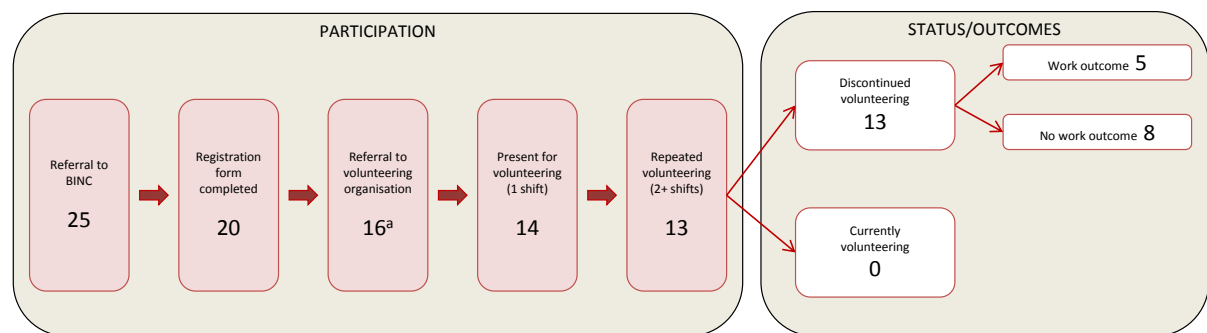 PARTICIPATION
Referral to
BINC
25
Registration
form
completed
20
Referral to
volunteering
organisation
16ᵃ
Present for
volunteering
(1 shift)
14
Repeated
volunteering
(2+ shifts)
13
STATUS/OUTCOMES
Discontinued
volunteering
13
Work outcome 5
No work outcome 8
Currently
volunteering
0